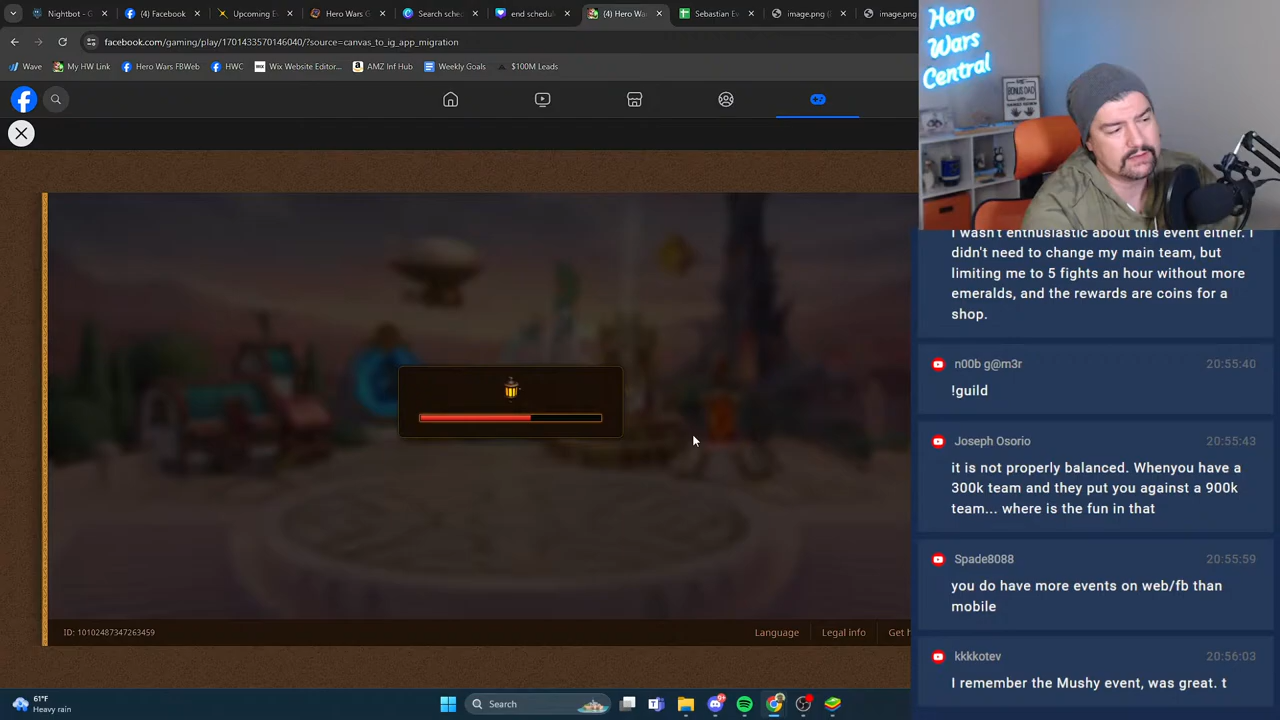 Nightbot - G
(4) Facebook
Upcoming E
Hero Wars G
Search sched
end schedul
(4) Hero Wa
Sebastian Ex
image.png (
image.png
facebook.com/gaming/play/1701433573546040/?source=canvas_to_ig_app_migration
Wave
My HW Link
Hero Wars FBWeb
HWC
Wix Website Editor...
AMZ Inf Hub
Weekly Goals
$100M Leads
Hero
Wars
Central
BONUS DAD
I wasn't enthusiastic about this event either. I
didn't need to change my main team, but
limiting me to 5 fights an hour without more
emeralds, and the rewards are coins for a
shop.
n00b g@m3r 20:55:40
!guild
Joseph Osorio 20:55:43
it is not properly balanced. Whenyou have a
300k team and they put you against a 900k
team... where is the fun in that
Spade8088 20:55:59
you do have more events on web/fb than
mobile
kkkkotev 20:56:03
I remember the Mushy event, was great. t
ID: 10102487347263459
Language
Legal info
Get h
61°F
Heavy rain
Search